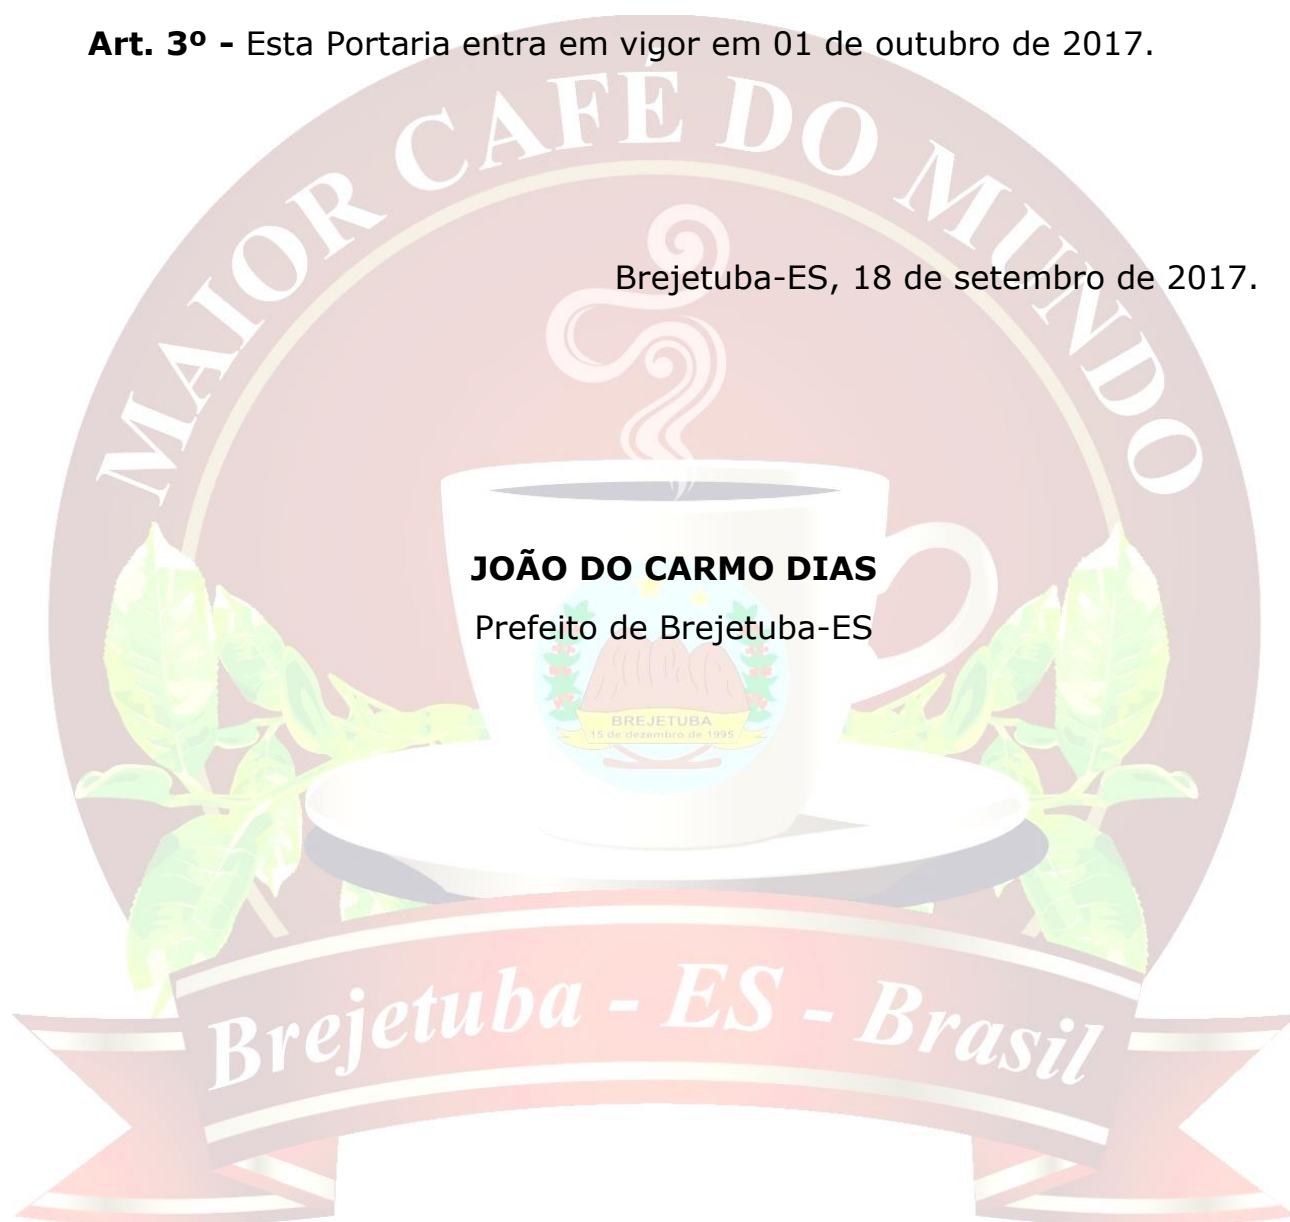 Art. 3º - Esta Portaria entra em vigor em 01 de outubro de 2017.
MAIOR CAFÉ DO MUNDO
Brejetuba-ES, 18 de setembro de 2017.
JOÃO DO CARMO DIAS
Prefeito de Brejetuba-ES
BREJETUBA
15 de dezembro de 1995
Brejetuba - ES - Brasil